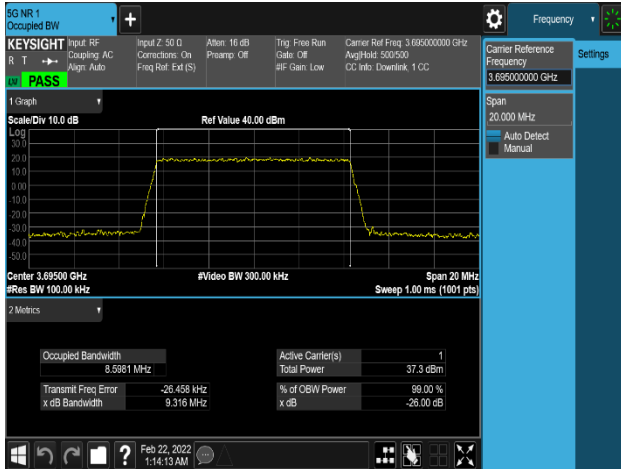 5G NR 1
Occupied BW
Frequency
KEYSIGHT
R T
LW
PASS
Input: RF
Coupling: AC
Align: Auto
Input Z: 50 Ω
Corrections: On
Freq Ref: Ext (S)
Atten: 16 dB
Preamp: Off
Trig: Free Run
Gate: Off
#IF Gain: Low
Carrier Ref Freq: 3.695000000 GHz
Avg|Hold: 500/500
CC Info: Downlink, 1 CC
Carrier Reference
Frequency
3.695000000 GHz
Span
20.000 MHz
Auto Detect
Manual
Settings
1 Graph
Scale/Div 10.0 dB
Ref Value 40.00 dBm
Log
30.0
20.0
10.0
0.00
-10.0
-20.0
-30.0
-40.0
-50.0
Center 3.69500 GHz
#Video BW 300.00 kHz
Span 20 MHz
#Res BW 100.00 kHz
Sweep 1.00 ms (1001 pts)
2 Metrics
Occupied Bandwidth
8.5981 MHz
Active Carrier(s) 1
Total Power 37.3 dBm
Transmit Freq Error -26.458 kHz
x dB Bandwidth 9.316 MHz
% of OBW Power 99.00 %
x dB -26.00 dB
?
Feb 22, 2022
1:14:13 AM